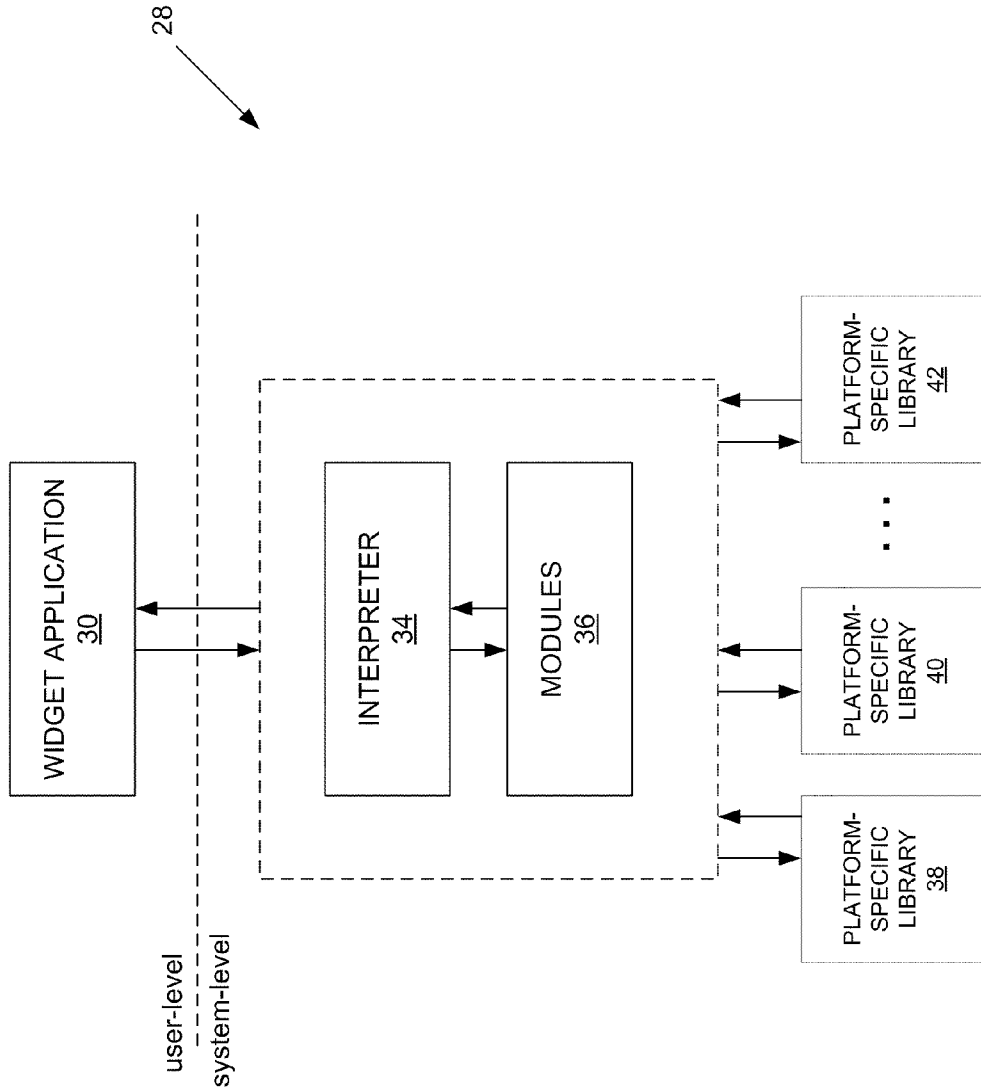 28
WIDGET APPLICATION
30
user-level
system-level
INTERPRETER
34
MODULES
36
PLATFORM-
SPECIFIC
LIBRARY
38
PLATFORM-
SPECIFIC
LIBRARY
40
. . .
PLATFORM-
SPECIFIC
LIBRARY
42